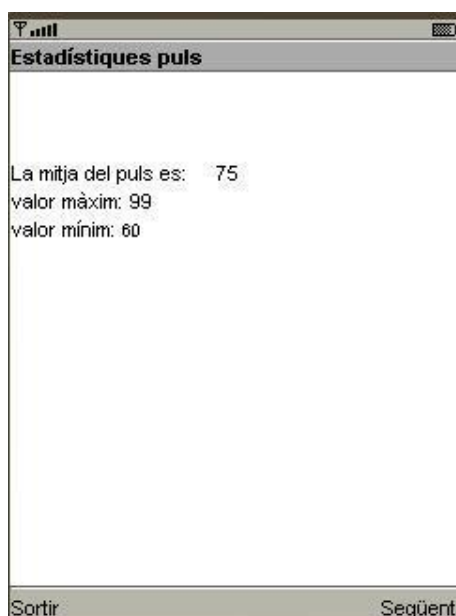 Estadístiques puls
La mitja del puls es: 75
valor màxim: 99
valor mínim: 60
Sortir Següent